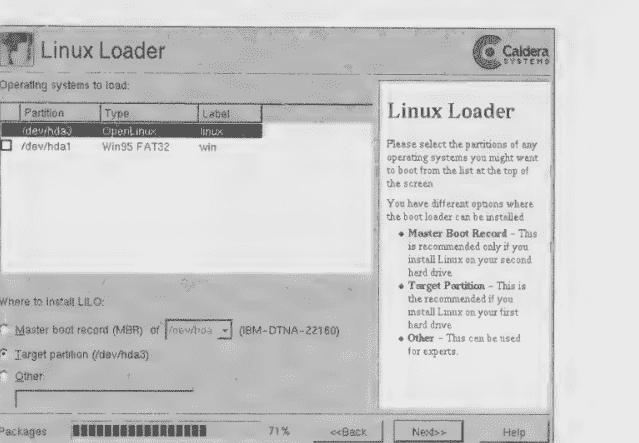 Linux Loader
Caldera
SYSTEMS
Operating systems to load:
Partition Type Label
/dev/hda3 OpenLinux linux
/dev/hda1 Win95 FAT32 win
Where to install LILO:
Master boot record (MBR) of /dev/hda (IBM-DTNA-22160)
Target partition (/dev/hda3)
Other:
Packages 71% <<Back Next>> Help
Linux Loader
Please select the partitions of any
operating systems you might want
to boot from the list at the top of
the screen
You have different options where
the boot loader can be installed
• Master Boot Record – This
is recommended only if you
install Linux on your second
hard drive
• Target Partition – This is
the recommended if you
install Linux on your first
hard drive
• Other – This can be used
for experts.